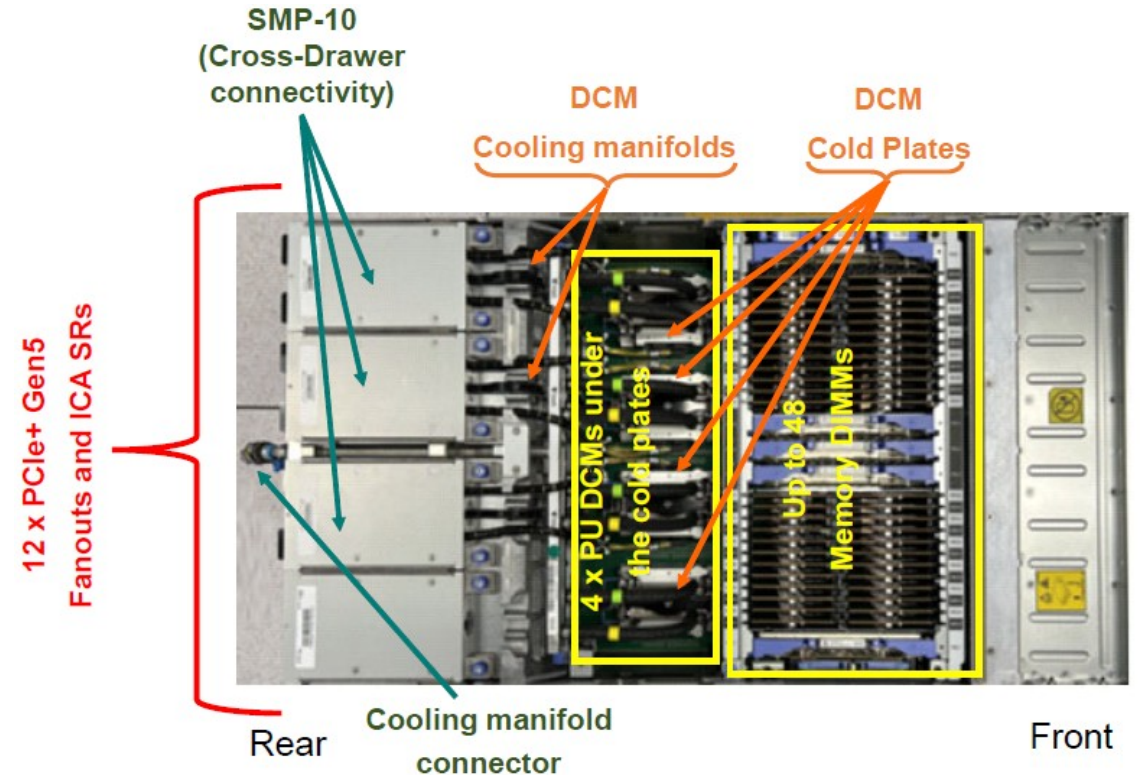 SMP-10
(Cross-Drawer
connectivity)
DCM
Cooling manifolds
DCM
Cold Plates
12 x PCIe+ Gen5
Fanouts and ICA SRs
4 x PU DCMs under
the cold plates
Up to 48
Memory DIMMs
Cooling manifold
connector
Rear
Front